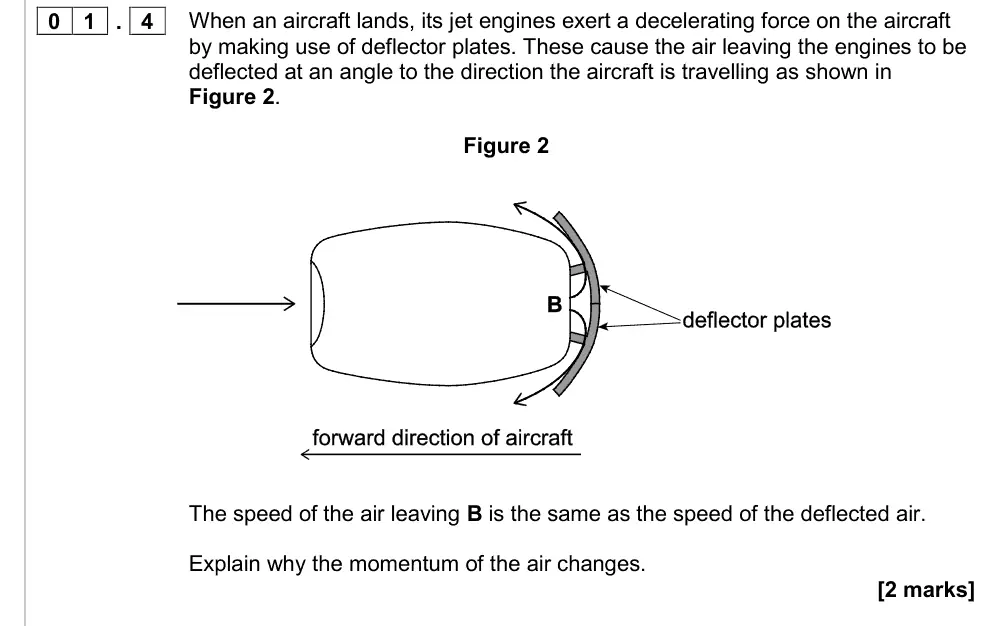 0 1 . 4 When an aircraft lands, its jet engines exert a decelerating force on the aircraft
by making use of deflector plates. These cause the air leaving the engines to be
deflected at an angle to the direction the aircraft is travelling as shown in
Figure 2.
Figure 2
B
deflector plates
forward direction of aircraft
The speed of the air leaving B is the same as the speed of the deflected air.
Explain why the momentum of the air changes.
[2 marks]